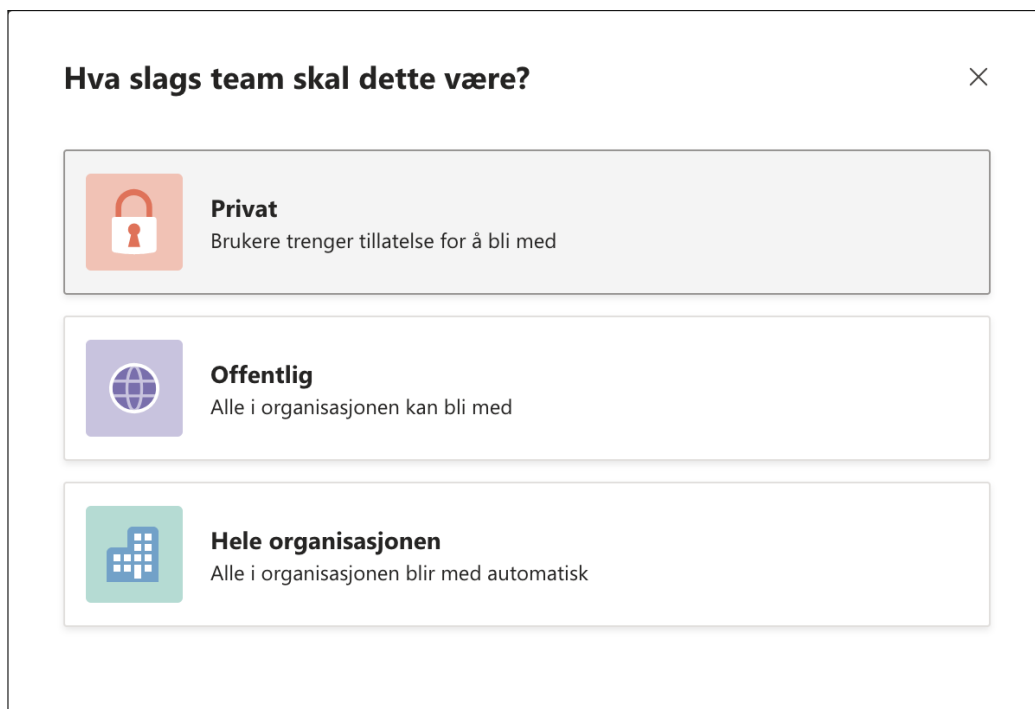 Hva slags team skal dette være?
Privat
Brukere trenger tillatelse for å bli med
Offentlig
Alle i organisasjonen kan bli med
Hele organisasjonen
Alle i organisasjonen blir med automatisk